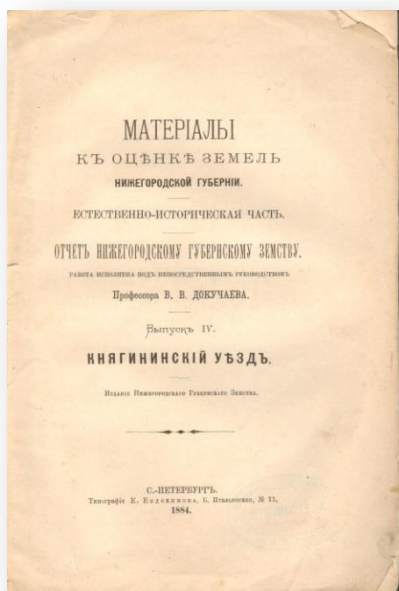 МАТЕРІАЛЫ
КЪ ОЦѢНКѢ ЗЕМЕЛЬ
НИЖЕГОРОДСКОЙ ГУБЕРНІИ.
ЕСТЕСТВЕННО-ИСТОРИЧЕСКАЯ ЧАСТЬ.
ОТЧЕТЪ НИЖЕГОРОДСКОМУ ГУБЕРНСКОМУ ЗЕМСТВУ.
РАБОТА ИСПОЛНЕНА ПОДЪ НЕПОСРЕДСТВЕННЫМЪ РУКОВОДСТВОМЪ
Профессора В. В. ДОКУЧАЕВА.
Выпускъ IV.
КНЯГИНИНСКІЙ УѢЗДЪ.
Изданіе Нижегородскаго Губернскаго Земства.
С.-ПЕТЕРБУРГЪ.
Типографія Е. Евдокимова, Б. Итальянская, № 11.
1884.